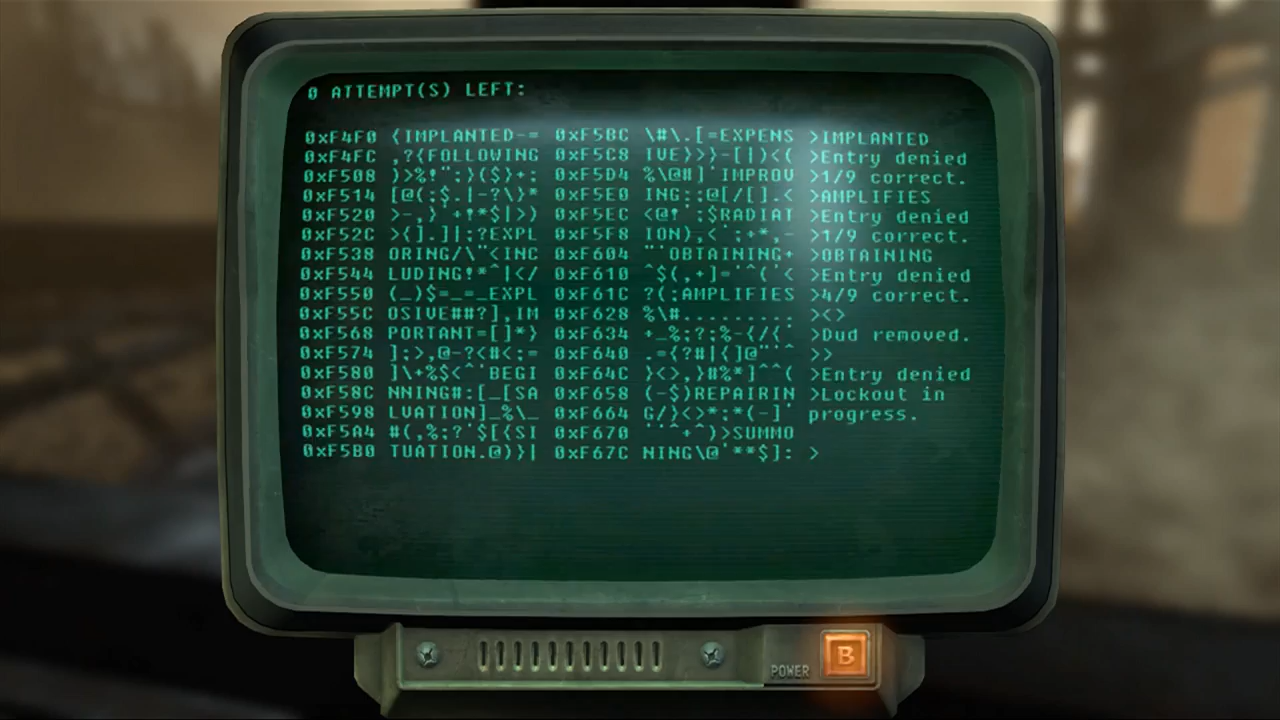 0 ATTEMPT(S) LEFT:
0xF4F0 {IMPLANTED-= 0xF5BC \#\.[=EXPENS >IMPLANTED
0xF4FC ,?{FOLLOWING 0xF5C8 IVE}>}-[|)<( >Entry denied
0xF508 )>%!¨;}($}+: 0xF5D4 %\@#]'IMPROV >1/9 correct.
0xF514 [@(:$.|-?\}* 0xF5E0 ING:;@[/[].< >AMPLIFIES
0xF520 >-,}'+!*$|>) 0xF5EC <@!¨:$RADIAT >Entry denied
0xF52C >{].]|;?EXPL 0xF5F8 ION),<';+*,- >1/9 correct.
0xF538 ORING/\¨<INC 0xF604 ¨'OBTAINING+ >OBTAINING
0xF544 LUDING!*^|</ 0xF610 ^$(,+]='^('< >Entry denied
0xF550 (_)$=_=_EXPL 0xF61C ?(;AMPLIFIES >4/9 correct.
0xF55C OSIVE##?],IM 0xF628 %\#......... ><>
0xF568 PORTANT=[]*} 0xF634 +_%;?;%-{/{' >Dud removed.
0xF574 ];>,@-?<#<;= 0xF640 .={?#|{]@¨'^ >>
0xF580 ]\+%$<^'BEGI 0xF64C }<>,}#%*]^^( >Entry denied
0xF58C NNING#:[_[SA 0xF658 (-$)REPAIRIN >Lockout in
0xF598 LVATION]_%\_ 0xF664 G/}<>*;*(-]' progress.
0xF5A4 #(,%;?'$[{SI 0xF670 ''^+^)>SUMMO
0xF5B0 TUATION.@)}| 0xF67C NING\@'**$]: >
POWER B